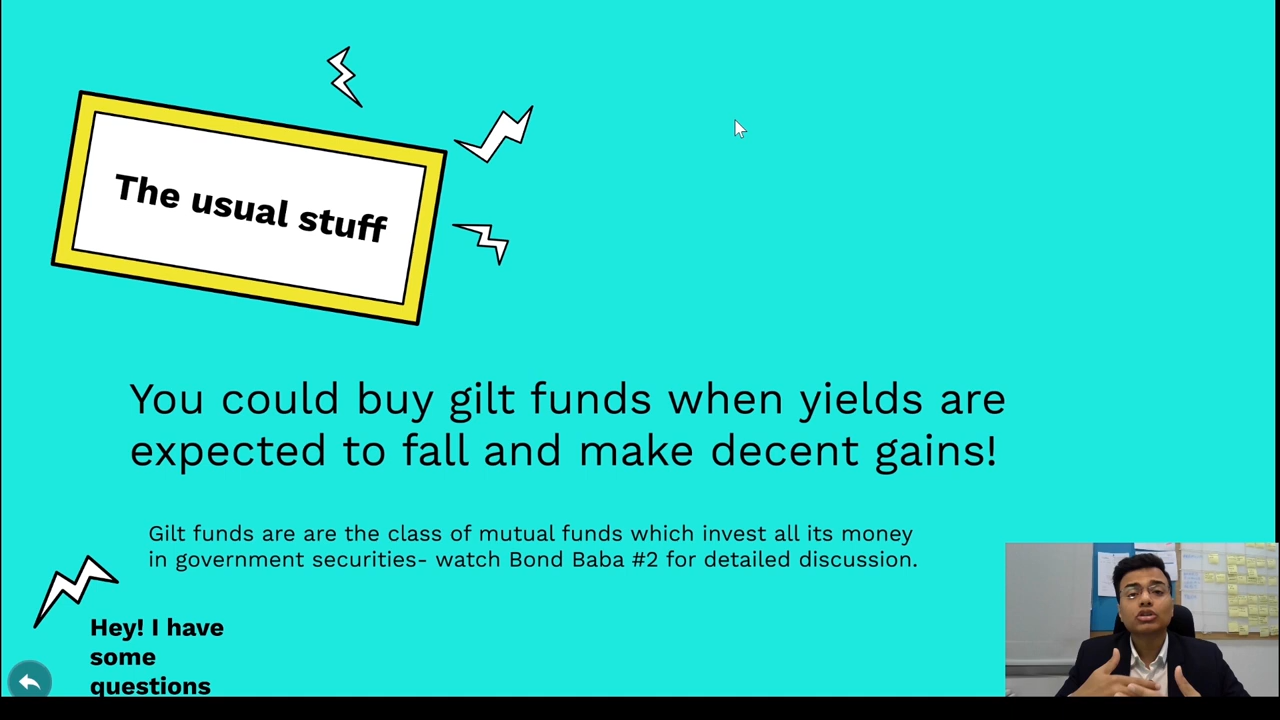 The usual stuff
You could buy gilt funds when yields are
expected to fall and make decent gains!
Gilt funds are are the class of mutual funds which invest all its money
in government securities- watch Bond Baba #2 for detailed discussion.
Hey! I have
some
questions